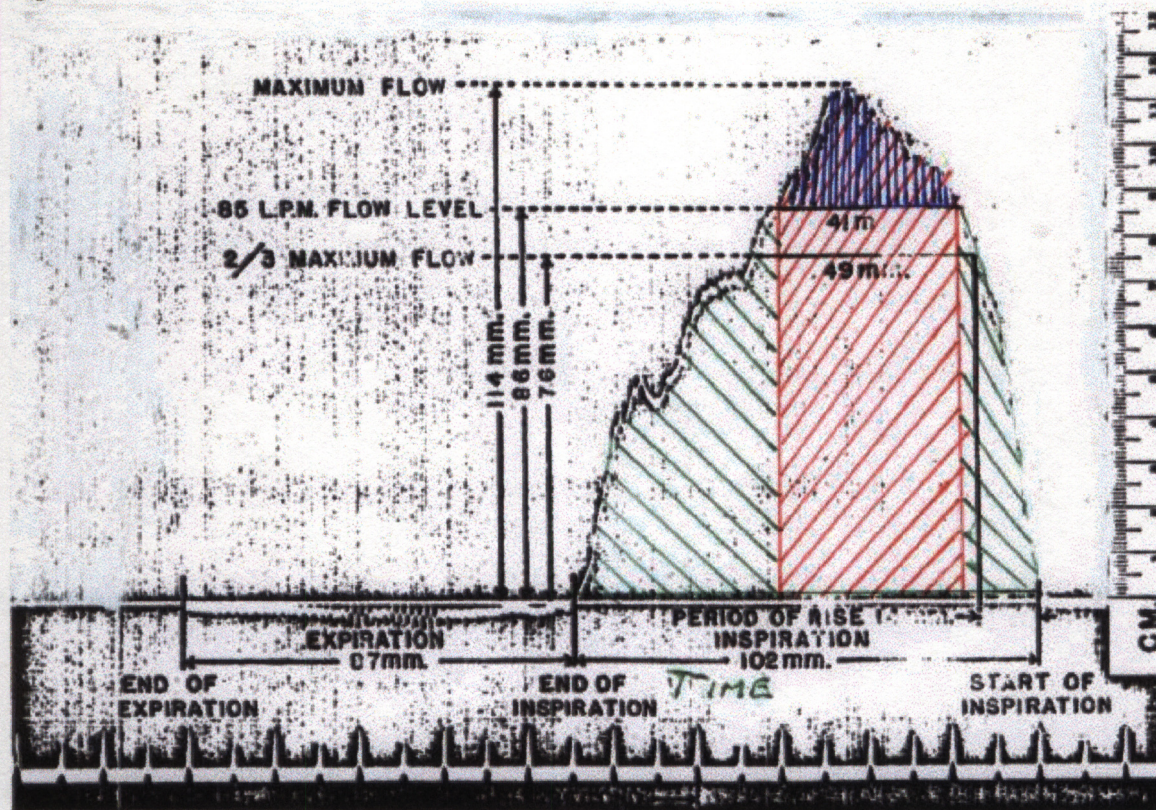 MAXIMUM FLOW
85 L.P.M. FLOW LEVEL
2/3 MAXIMUM FLOW
114 mm.
86 mm.
76 mm.
41 m
49 m
PERIOD OF RISE
EXPIRATION
INSPIRATION
87 mm.
102 mm.
END OF
EXPIRATION
END OF
INSPIRATION
TIME
START OF
INSPIRATION
CM